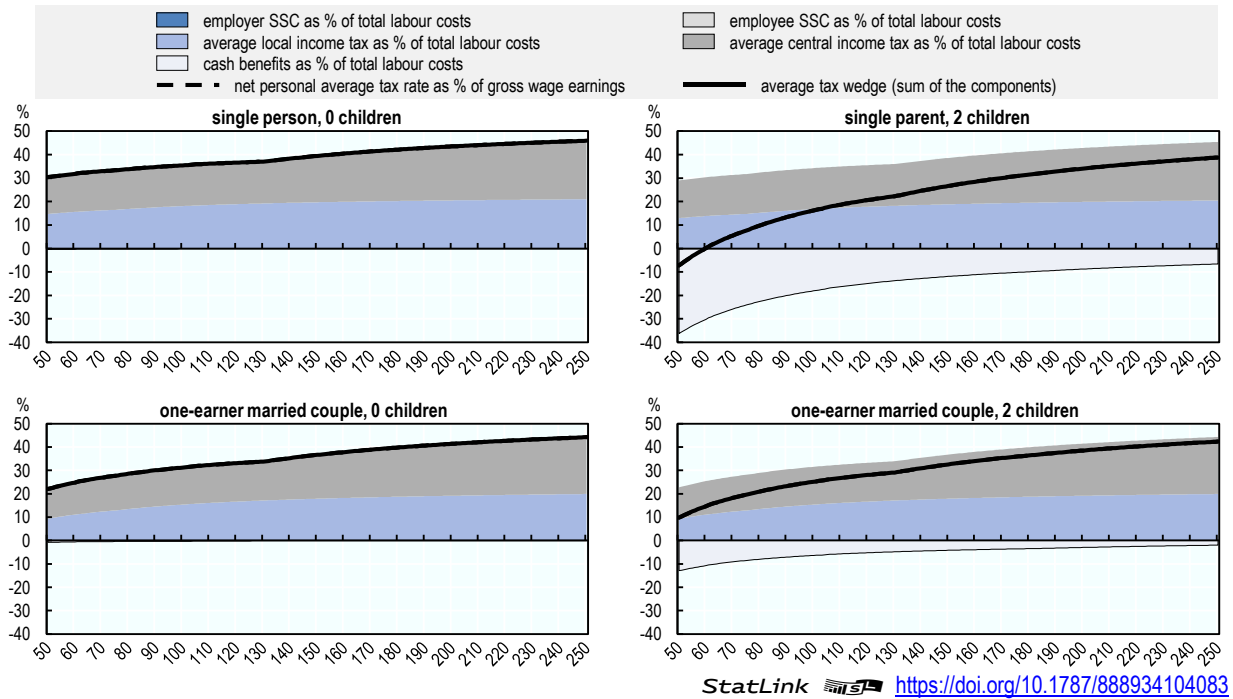 employer SSC as % of total labour costs
employee SSC as % of total labour costs
average local income tax as % of total labour costs
average central income tax as % of total labour costs
cash benefits as % of total labour costs
net personal average tax rate as % of gross wage earnings
average tax wedge (sum of the components)
%
single person, 0 children
50
40
30
20
10
0
-10
-20
-30
-40
50 60 70 80 90 100 110 120 130 140 150 160 170 180 190 200 210 220 230 240 250
%
single parent, 2 children
50
40
30
20
10
0
-10
-20
-30
-40
50 60 70 80 90 100 110 120 130 140 150 160 170 180 190 200 210 220 230 240 250
%
one-earner married couple, 0 children
50
40
30
20
10
0
-10
-20
-30
-40
50 60 70 80 90 100 110 120 130 140 150 160 170 180 190 200 210 220 230 240 250
%
one-earner married couple, 2 children
50
40
30
20
10
0
-10
-20
-30
-40
50 60 70 80 90 100 110 120 130 140 150 160 170 180 190 200 210 220 230 240 250
StatLink https://doi.org/10.1787/888934104083